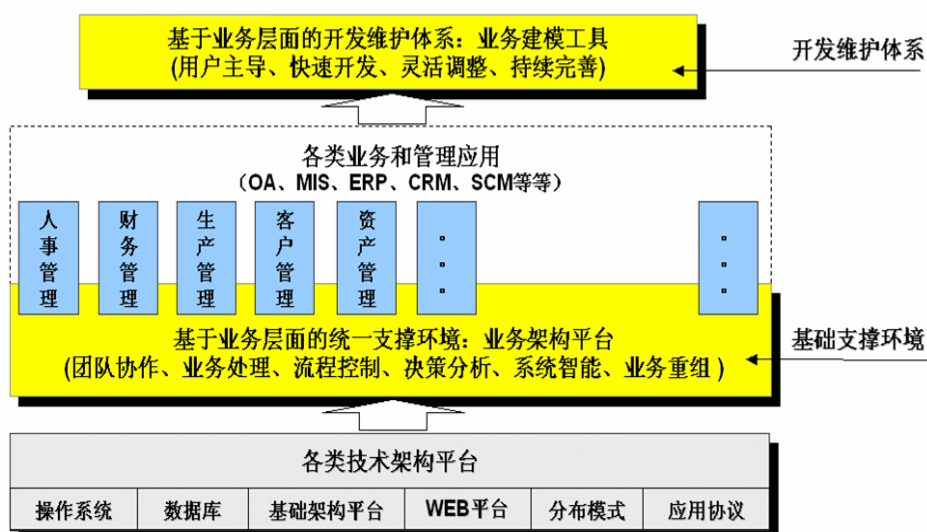 基于业务层面的开发维护体系：业务建模工具
(用户主导、快速开发、灵活调整、持续完善)
开发维护体系
各类业务和管理应用
（OA、MIS、ERP、CRM、SCM等等）
人事管理
财务管理
生产管理
客户管理
资产管理
。。。
。。。
基于业务层面的统一支撑环境：业务架构平台
(团队协作、业务处理、流程控制、决策分析、系统智能、业务重组)
基础支撑环境
各类技术架构平台
操作系统
数据库
基础架构平台
WEB平台
分布模式
应用协议